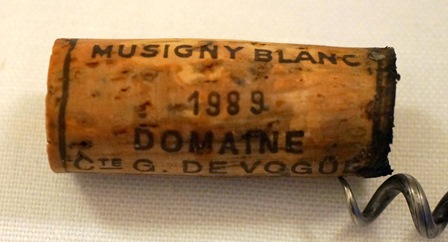 MUSIGNY BLANC
1989
DOMAINE
CTE G. DE VOGÜÉ